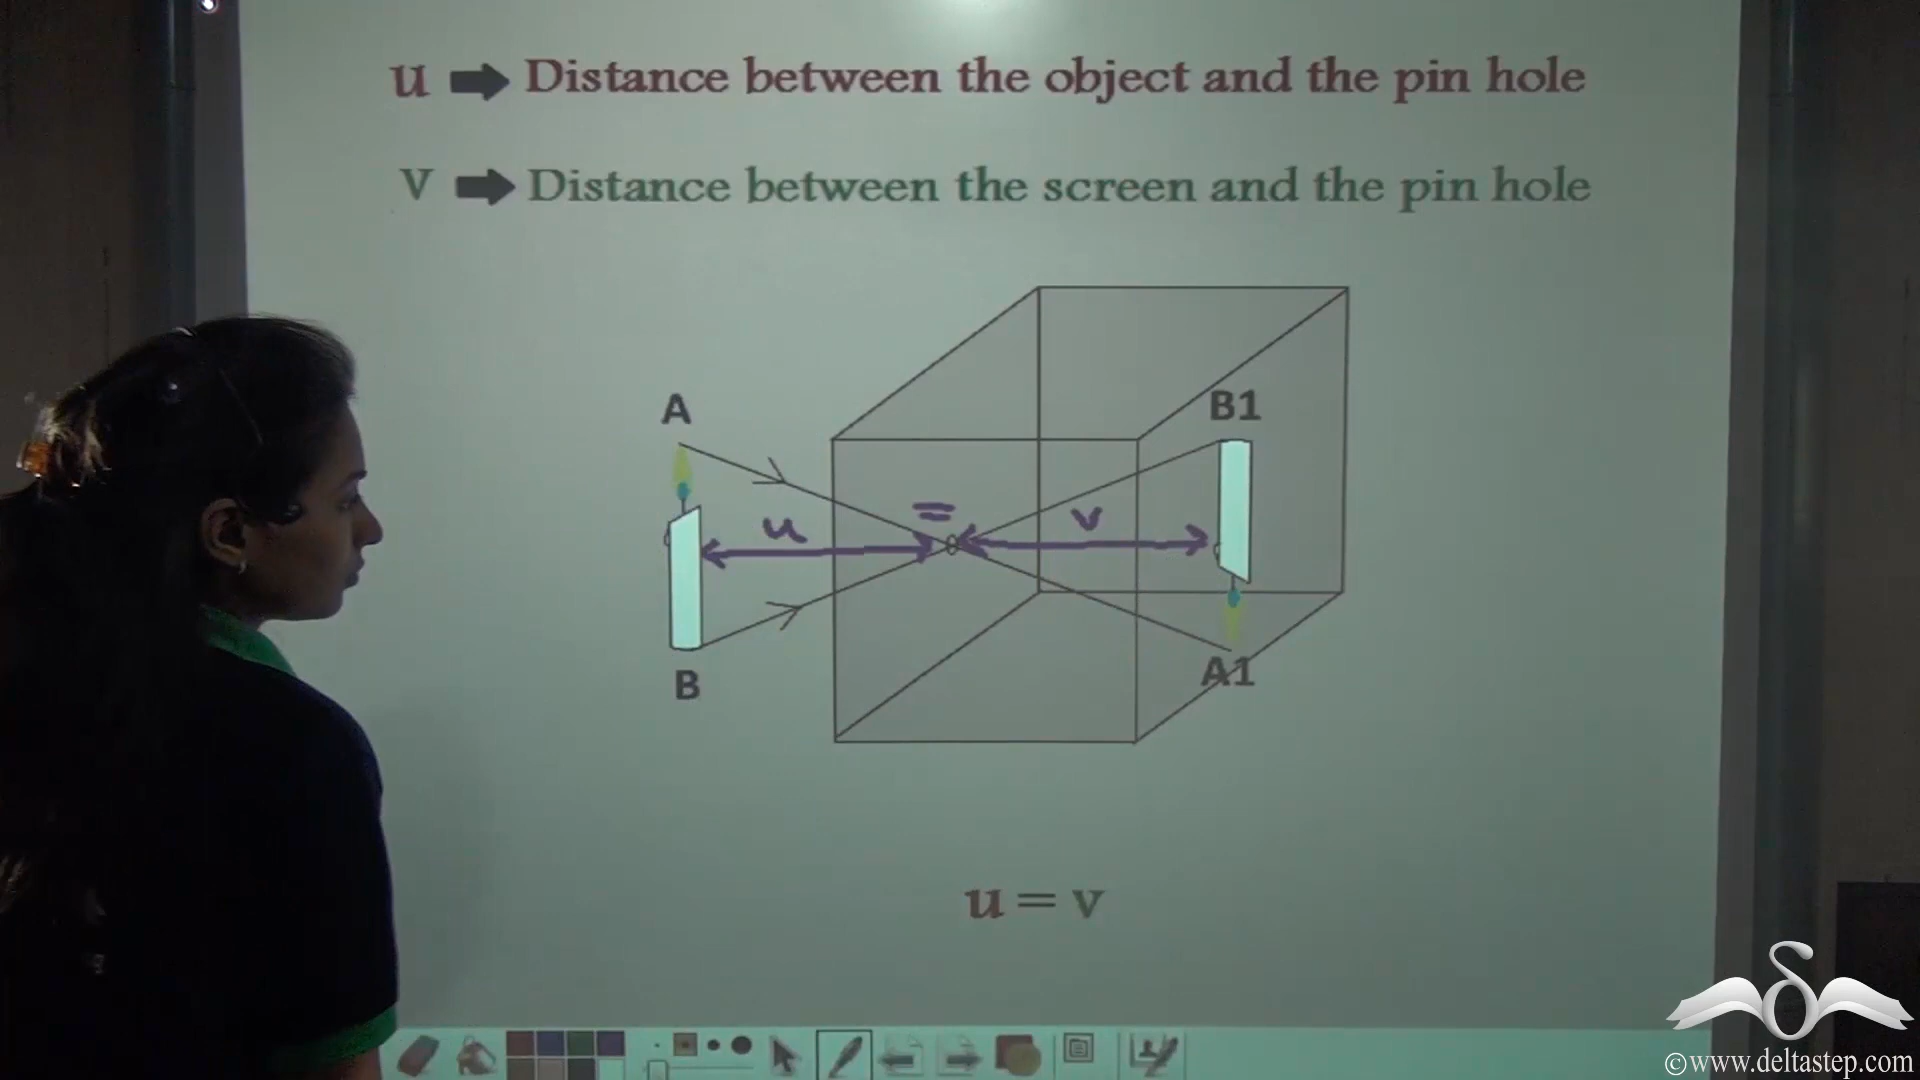 u ➡ Distance between the object and the pin hole
v ➡ Distance between the screen and the pin hole
A
B1
u = v
B
A1
u = v
©www.deltastep.com